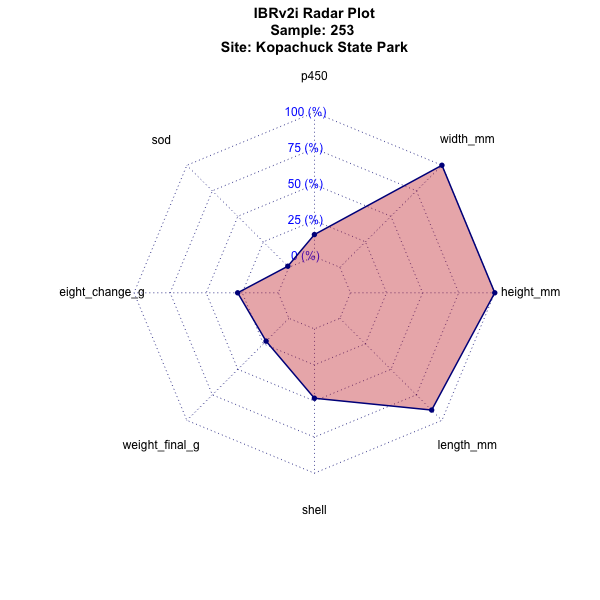 IBRv2i Radar Plot
Sample: 253
Site: Kopachuck State Park
p450
100 (%)
sod
width_mm
75 (%)
50 (%)
25 (%)
0 (%)
eight_change_g
height_mm
weight_final_g
length_mm
shell